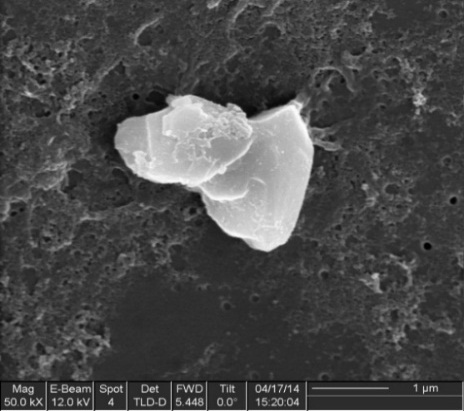 Mag E-Beam Spot Det FWD Tilt 04/17/14 1 µm
50.0 kX 12.0 kV 4 TLD-D 5.448 0.0° 15:20:04